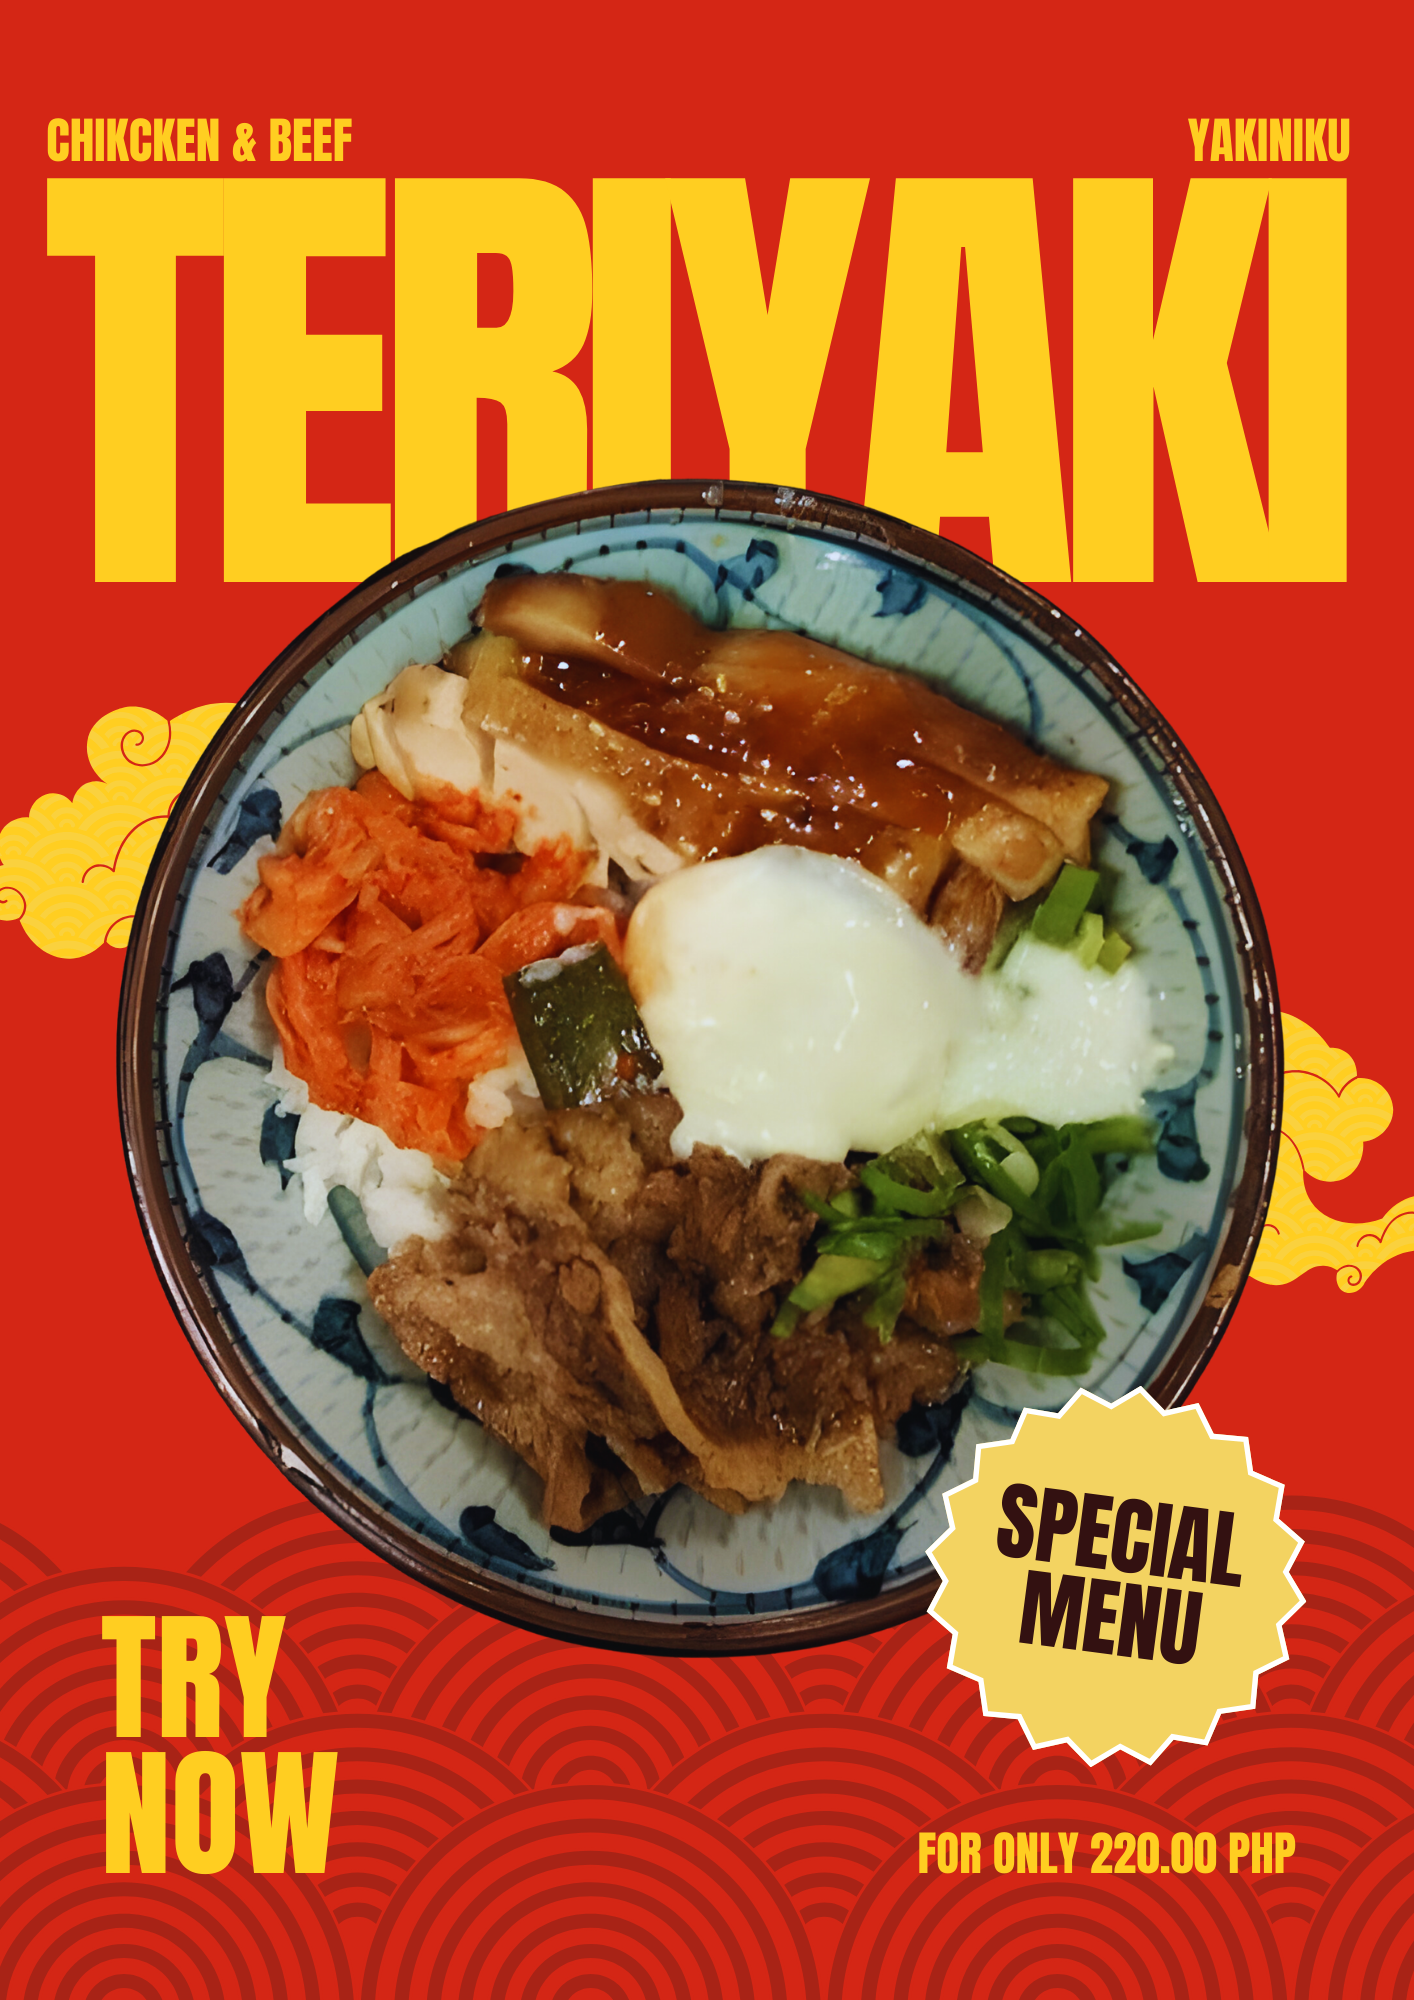 CHIKCKEN & BEEF
YAKINIKU
TERIYAKI
SPECIAL
MENU
TRY
NOW
FOR ONLY 220.00 PHP